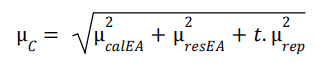 μ_C = √(μ²_calEA + μ²_resEA + t. μ²_rep)